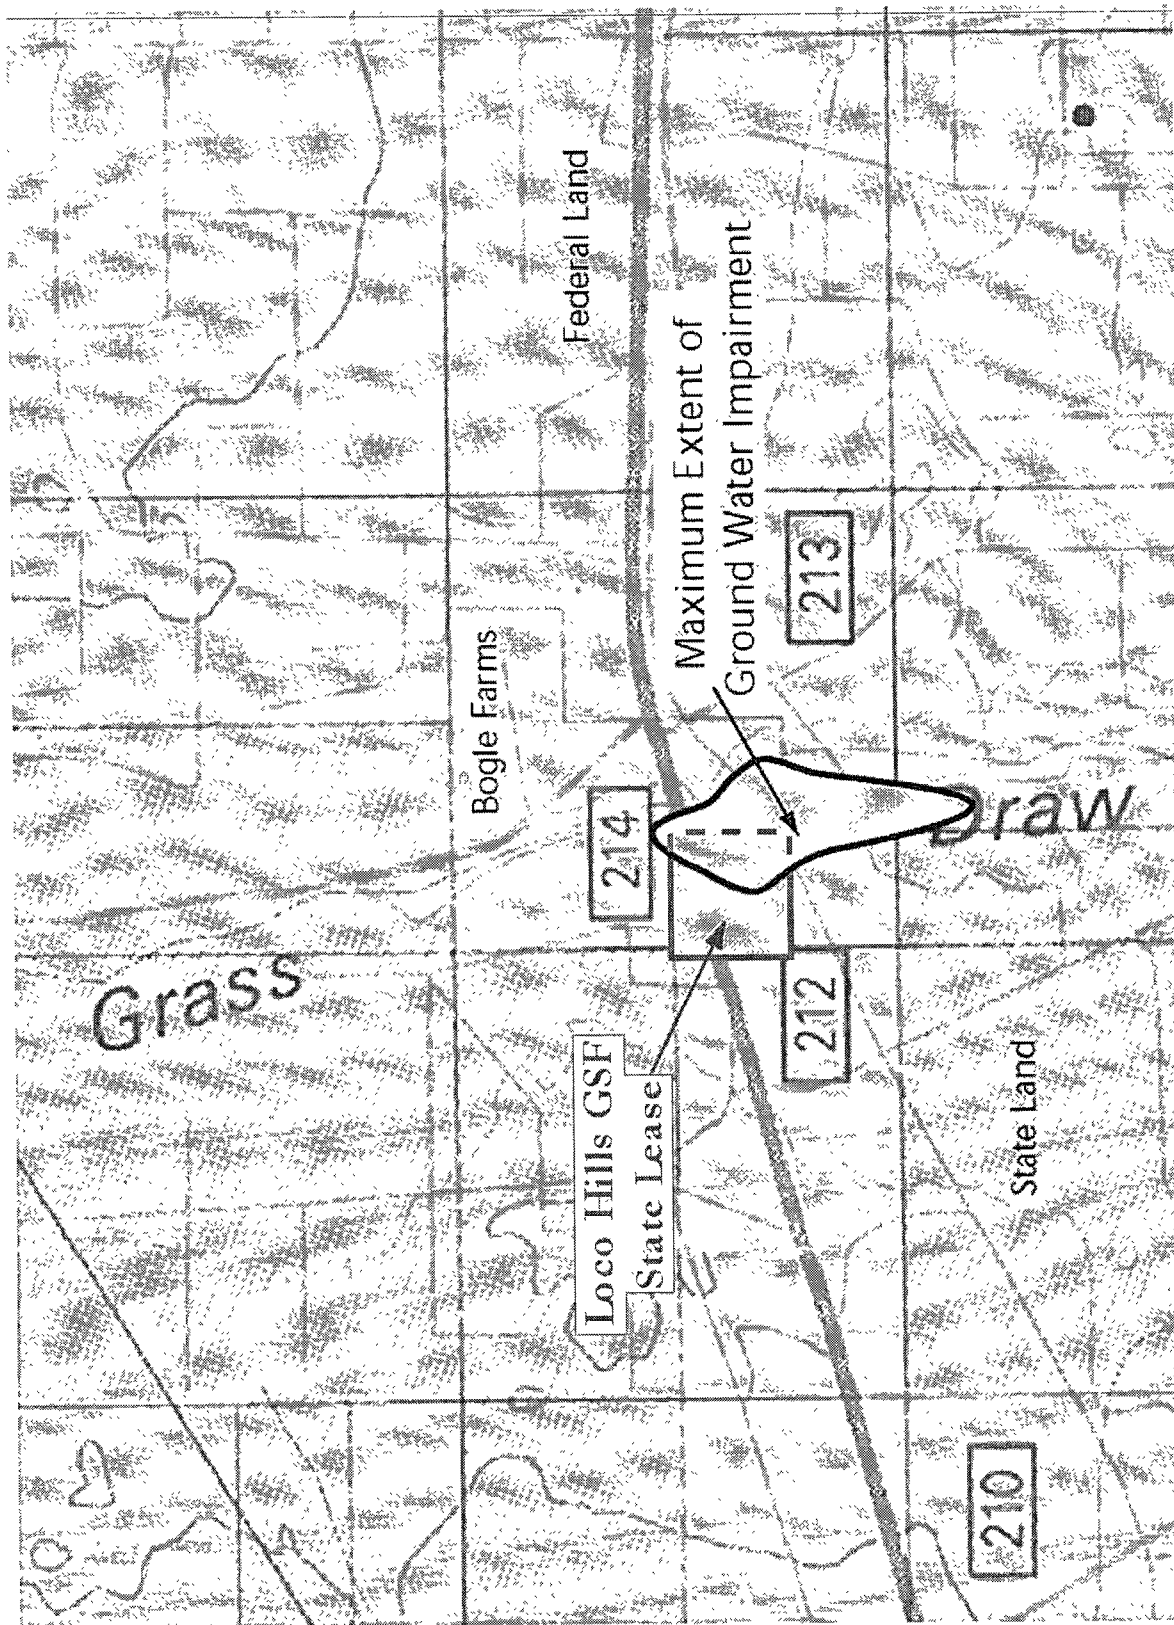 Grass
Bogle Farms
Federal Land
214
Loco Hills GSF
State Lease
Maximum Extent of
Ground Water Impairment
212
213
Draw
State Land
210